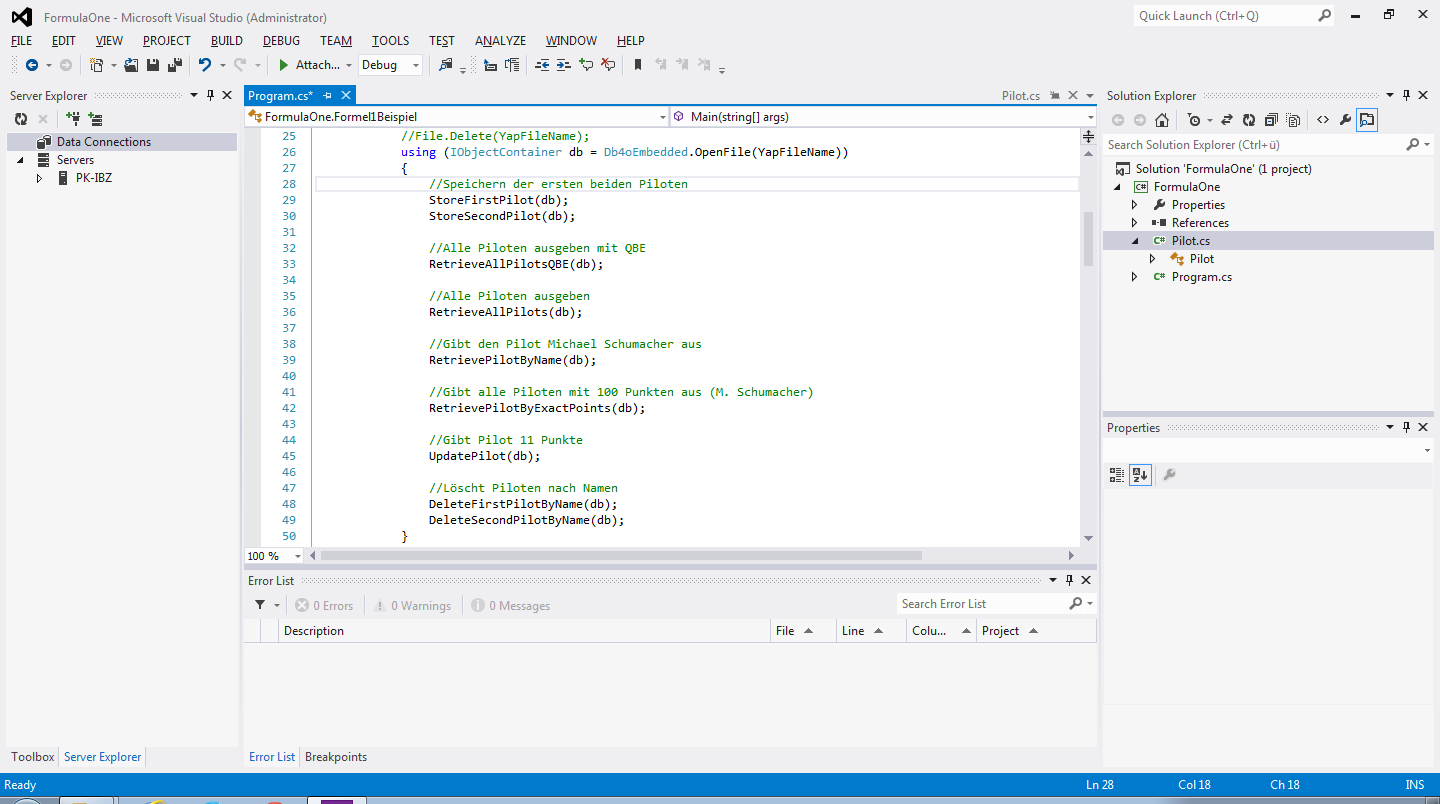 FormulaOne - Microsoft Visual Studio (Administrator)
Quick Launch (Ctrl+Q)
FILE EDIT VIEW PROJECT BUILD DEBUG TEAM TOOLS TEST ANALYZE WINDOW HELP
Attach... Debug
Server Explorer
Data Connections
Servers
PK-IBZ
Toolbox Server Explorer
Program.cs* Pilot.cs
FormulaOne.Formel1Beispiel Main(string[] args)
25 //File.Delete(YapFileName);
26 using (IObjectContainer db = Db4oEmbedded.OpenFile(YapFileName))
27 {
28 //Speichern der ersten beiden Piloten
29 StoreFirstPilot(db);
30 StoreSecondPilot(db);
31
32 //Alle Piloten ausgeben mit QBE
33 RetrieveAllPilotsQBE(db);
34
35 //Alle Piloten ausgeben
36 RetrieveAllPilots(db);
37
38 //Gibt den Pilot Michael Schumacher aus
39 RetrievePilotByName(db);
40
41 //Gibt alle Piloten mit 100 Punkten aus (M. Schumacher)
42 RetrievePilotByExactPoints(db);
43
44 //Gibt Pilot 11 Punkte
45 UpdatePilot(db);
46
47 //Löscht Piloten nach Namen
48 DeleteFirstPilotByName(db);
49 DeleteSecondPilotByName(db);
50 }
100 %
Error List
0 Errors 0 Warnings 0 Messages
Search Error List
Description File Line Colu... Project
Error List Breakpoints
Solution Explorer
Search Solution Explorer (Ctrl+ü)
Solution 'FormulaOne' (1 project)
C# FormulaOne
Properties
References
C# Pilot.cs
Pilot
C# Program.cs
Properties
Ready Ln 28 Col 18 Ch 18 INS